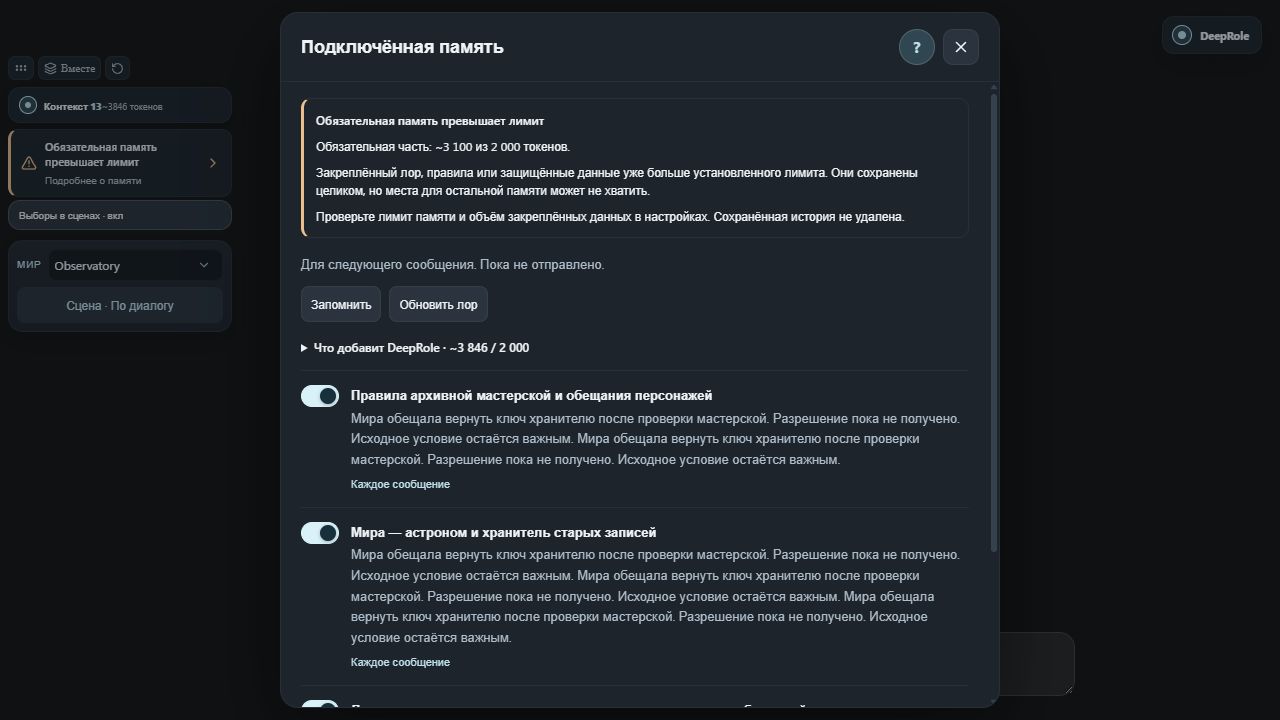 Подключённая память
?
DeepRole
Вместе
Контекст 13~3846 токенов
Обязательная память
превышает лимит
Подробнее о памяти
Выборы в сценах · вкл
МИР
Observatory
Сцена · По диалогу
Обязательная память превышает лимит
Обязательная часть: ~3 100 из 2 000 токенов.
Закреплённый лор, правила или защищённые данные уже больше установленного лимита. Они сохранены
целиком, но места для остальной памяти может не хватить.
Проверьте лимит памяти и объём закреплённых данных в настройках. Сохранённая история не удалена.
Для следующего сообщения. Пока не отправлено.
Запомнить
Обновить лор
Что добавит DeepRole · ~3 846 / 2 000
Правила архивной мастерской и обещания персонажей
Мира обещала вернуть ключ хранителю после проверки мастерской. Разрешение пока не получено.
Исходное условие остаётся важным. Мира обещала вернуть ключ хранителю после проверки
мастерской. Разрешение пока не получено. Исходное условие остаётся важным.
Каждое сообщение
Мира — астроном и хранитель старых записей
Мира обещала вернуть ключ хранителю после проверки мастерской. Разрешение пока не получено.
Исходное условие остаётся важным. Мира обещала вернуть ключ хранителю после проверки
мастерской. Разрешение пока не получено. Исходное условие остаётся важным. Мира обещала
вернуть ключ хранителю после проверки мастерской. Разрешение пока не получено. Исходное
условие остаётся важным.
Каждое сообщение